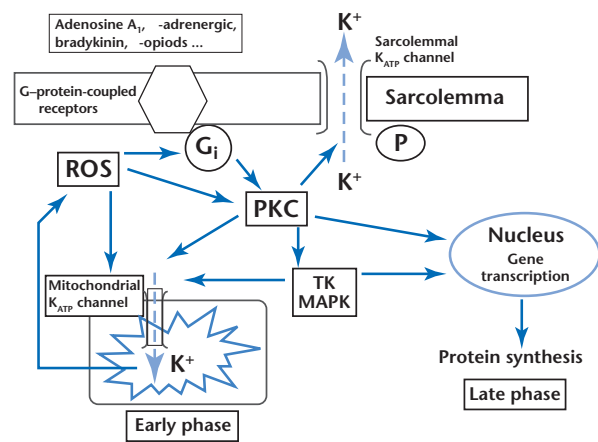 Adenosine A1, -adrenergic,
bradykinin, -opiods ...
K+
Sarcolemmal
KATP channel
G–protein-coupled
receptors
Sarcolemma
Gi
P
ROS
K+
PKC
Nucleus
Gene
transcription
Mitochondrial
KATP channel
TK
MAPK
K+
Protein synthesis
Early phase
Late phase